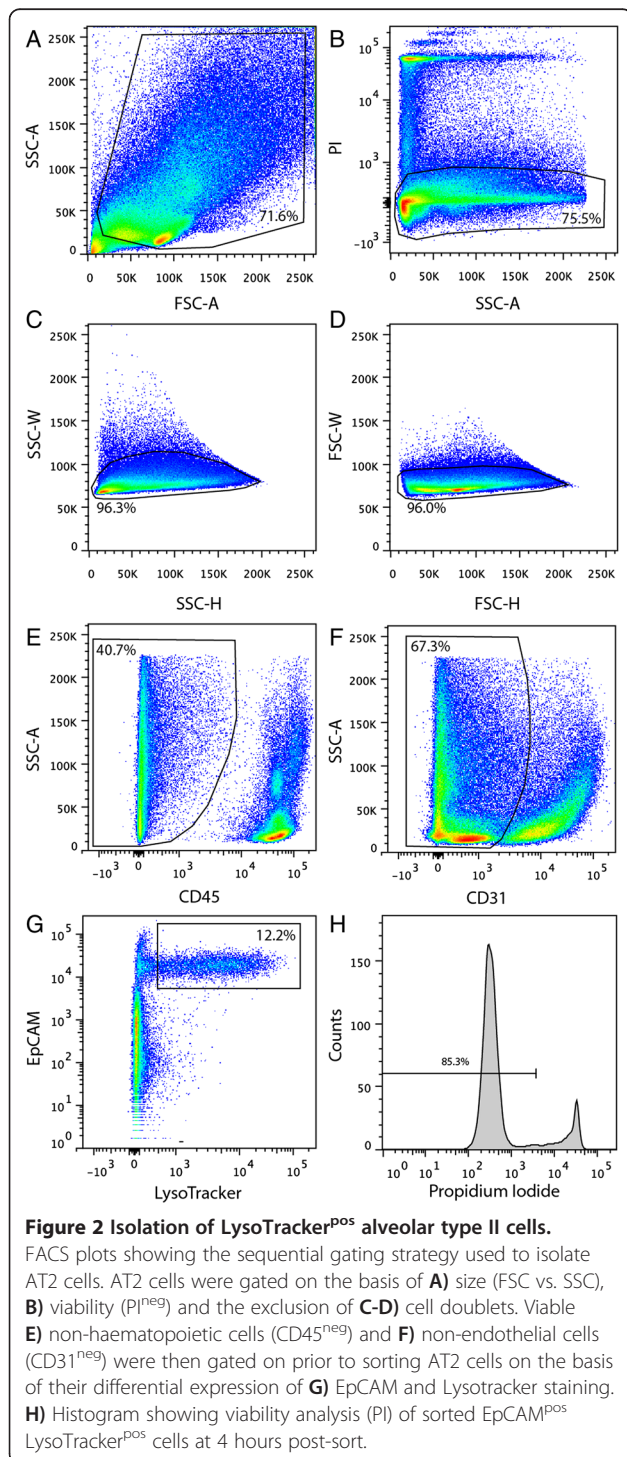 A
250K
200K
150K
100K
50K
0
SSC-A
71.6%
0 50K 100K 150K 200K 250K
FSC-A
B
10^5
10^4
10^3
0
-10^3
PI
75.5%
0 50K 100K 150K 200K 250K
SSC-A
C
250K
200K
150K
100K
50K
0
SSC-W
96.3%
0 50K 100K 150K 200K 250K
SSC-H
D
250K
200K
150K
100K
50K
0
FSC-W
96.0%
0 50K 100K 150K 200K 250K
FSC-H
E
250K
200K
150K
100K
50K
0
SSC-A
40.7%
-10^3 0 10^3 10^4 10^5
CD45
F
250K
200K
150K
100K
50K
0
SSC-A
67.3%
-10^3 0 10^3 10^4 10^5
CD31
G
10^5
10^4
10^3
10^2
10^1
10^0
EpCAM
12.2%
-10^3 0 10^3 10^4 10^5
LysoTracker
H
150
100
50
0
Counts
85.3%
10^0 10^1 10^2 10^3 10^4 10^5
Propidium Iodide
Figure 2 Isolation of LysoTracker^pos alveolar type II cells.
FACS plots showing the sequential gating strategy used to isolate
AT2 cells. AT2 cells were gated on the basis of A) size (FSC vs. SSC),
B) viability (PI^neg) and the exclusion of C-D) cell doublets. Viable
E) non-haematopoietic cells (CD45^neg) and F) non-endothelial cells
(CD31^neg) were then gated on prior to sorting AT2 cells on the basis
of their differential expression of G) EpCAM and Lysotracker staining.
H) Histogram showing viability analysis (PI) of sorted EpCAM^pos
LysoTracker^pos cells at 4 hours post-sort.